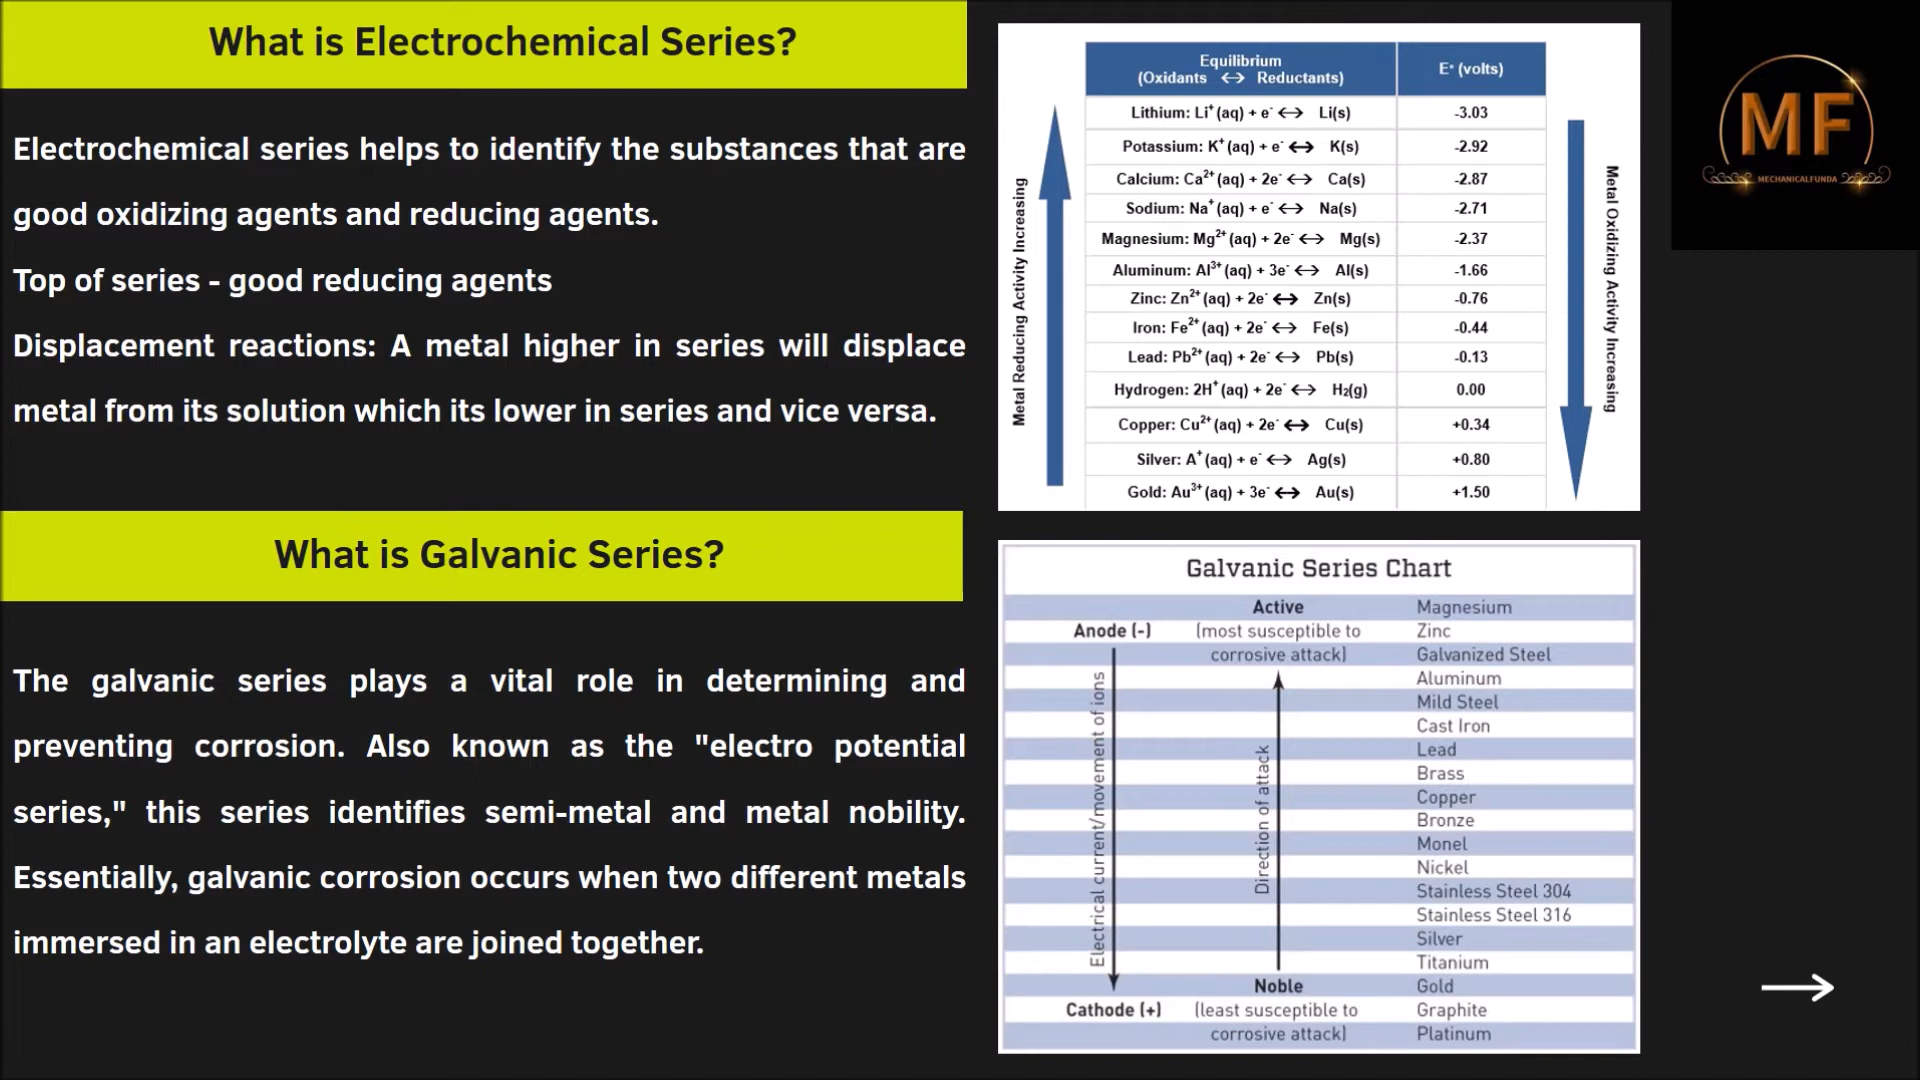 What is Electrochemical Series?
Electrochemical series helps to identify the substances that are
good oxidizing agents and reducing agents.
Top of series - good reducing agents
Displacement reactions: A metal higher in series will displace
metal from its solution which its lower in series and vice versa.
Equilibrium
(Oxidants ↔ Reductants)
E° (volts)
Lithium: Li⁺(aq) + e⁻ ↔ Li(s) -3.03
Potassium: K⁺(aq) + e⁻ ↔ K(s) -2.92
Calcium: Ca²⁺(aq) + 2e⁻ ↔ Ca(s) -2.87
Sodium: Na⁺(aq) + e⁻ ↔ Na(s) -2.71
Magnesium: Mg²⁺(aq) + 2e⁻ ↔ Mg(s) -2.37
Aluminum: Al³⁺(aq) + 3e⁻ ↔ Al(s) -1.66
Zinc: Zn²⁺(aq) + 2e⁻ ↔ Zn(s) -0.76
Iron: Fe²⁺(aq) + 2e⁻ ↔ Fe(s) -0.44
Lead: Pb²⁺(aq) + 2e⁻ ↔ Pb(s) -0.13
Hydrogen: 2H⁺(aq) + 2e⁻ ↔ H₂(g) 0.00
Copper: Cu²⁺(aq) + 2e⁻ ↔ Cu(s) +0.34
Silver: A⁺(aq) + e⁻ ↔ Ag(s) +0.80
Gold: Au³⁺(aq) + 3e⁻ ↔ Au(s) +1.50
Metal Reducing Activity Increasing
Metal Oxidizing Activity Increasing
MF
MECHANICALFUNDA
What is Galvanic Series?
The galvanic series plays a vital role in determining and
preventing corrosion. Also known as the "electro potential
series," this series identifies semi-metal and metal nobility.
Essentially, galvanic corrosion occurs when two different metals
immersed in an electrolyte are joined together.
Galvanic Series Chart
Active
(most susceptible to
corrosive attack)
Anode (-)
Electrical current/movement of ions
Direction of attack
Cathode (+)
Noble
(least susceptible to
corrosive attack)
Magnesium
Zinc
Galvanized Steel
Aluminum
Mild Steel
Cast Iron
Lead
Brass
Copper
Bronze
Monel
Nickel
Stainless Steel 304
Stainless Steel 316
Silver
Titanium
Gold
Graphite
Platinum